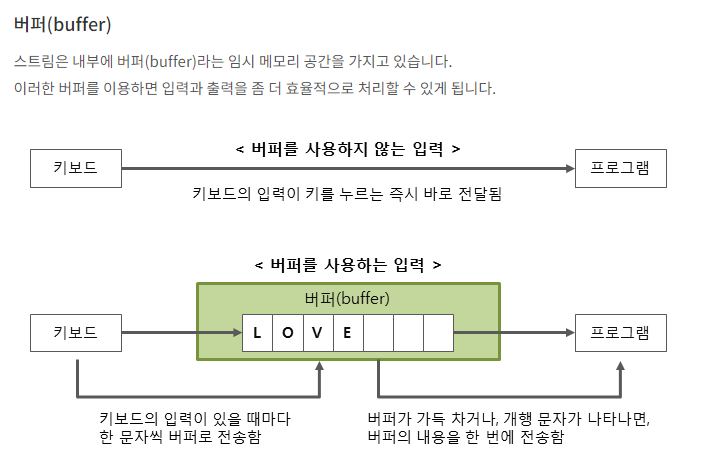 버퍼(buffer)
스트림은 내부에 버퍼(buffer)라는 임시 메모리 공간을 가지고 있습니다.
이러한 버퍼를 이용하면 입력과 출력을 좀 더 효율적으로 처리할 수 있게 됩니다.
< 버퍼를 사용하지 않는 입력 >
키보드
프로그램
키보드의 입력이 키를 누르는 즉시 바로 전달됨
< 버퍼를 사용하는 입력 >
버퍼(buffer)
키보드
L O V E
프로그램
키보드의 입력이 있을 때마다
한 문자씩 버퍼로 전송함
버퍼가 가득 차거나, 개행 문자가 나타나면,
버퍼의 내용을 한 번에 전송함